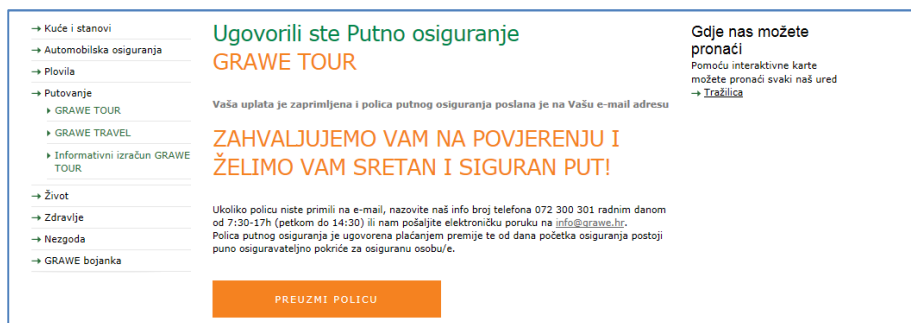 → Kuće i stanovi
→ Automobilska osiguranja
→ Plovila
→ Putovanje
GRAWE TOUR
GRAWE TRAVEL
Informativni izračun GRAWE
TOUR
→ Život
→ Zdravlje
→ Nezgoda
→ GRAWE bojanka
Ugovorili ste Putno osiguranje
GRAWE TOUR
Vaša uplata je zaprimljena i polica putnog osiguranja poslana je na Vašu e-mail adresu
ZAHVALJUJEMO VAM NA POVJERENJU I
ŽELIMO VAM SRETAN I SIGURAN PUT!
Ukoliko policu niste primili na e-mail, nazovite naš info broj telefona 072 300 301 radnim danom
od 7:30-17h (petkom do 14:30) ili nam pošaljite elektroničku poruku na info@grawe.hr.
Polica putnog osiguranja je ugovorena plaćanjem premije te od dana početka osiguranja postoji
puno osiguravateljno pokriće za osiguranu osobu/e.
PREUZMI POLICU
Gdje nas možete
pronaći
Pomoću interaktivne karte
možete pronaći svaki naš ured
→ Tražilica